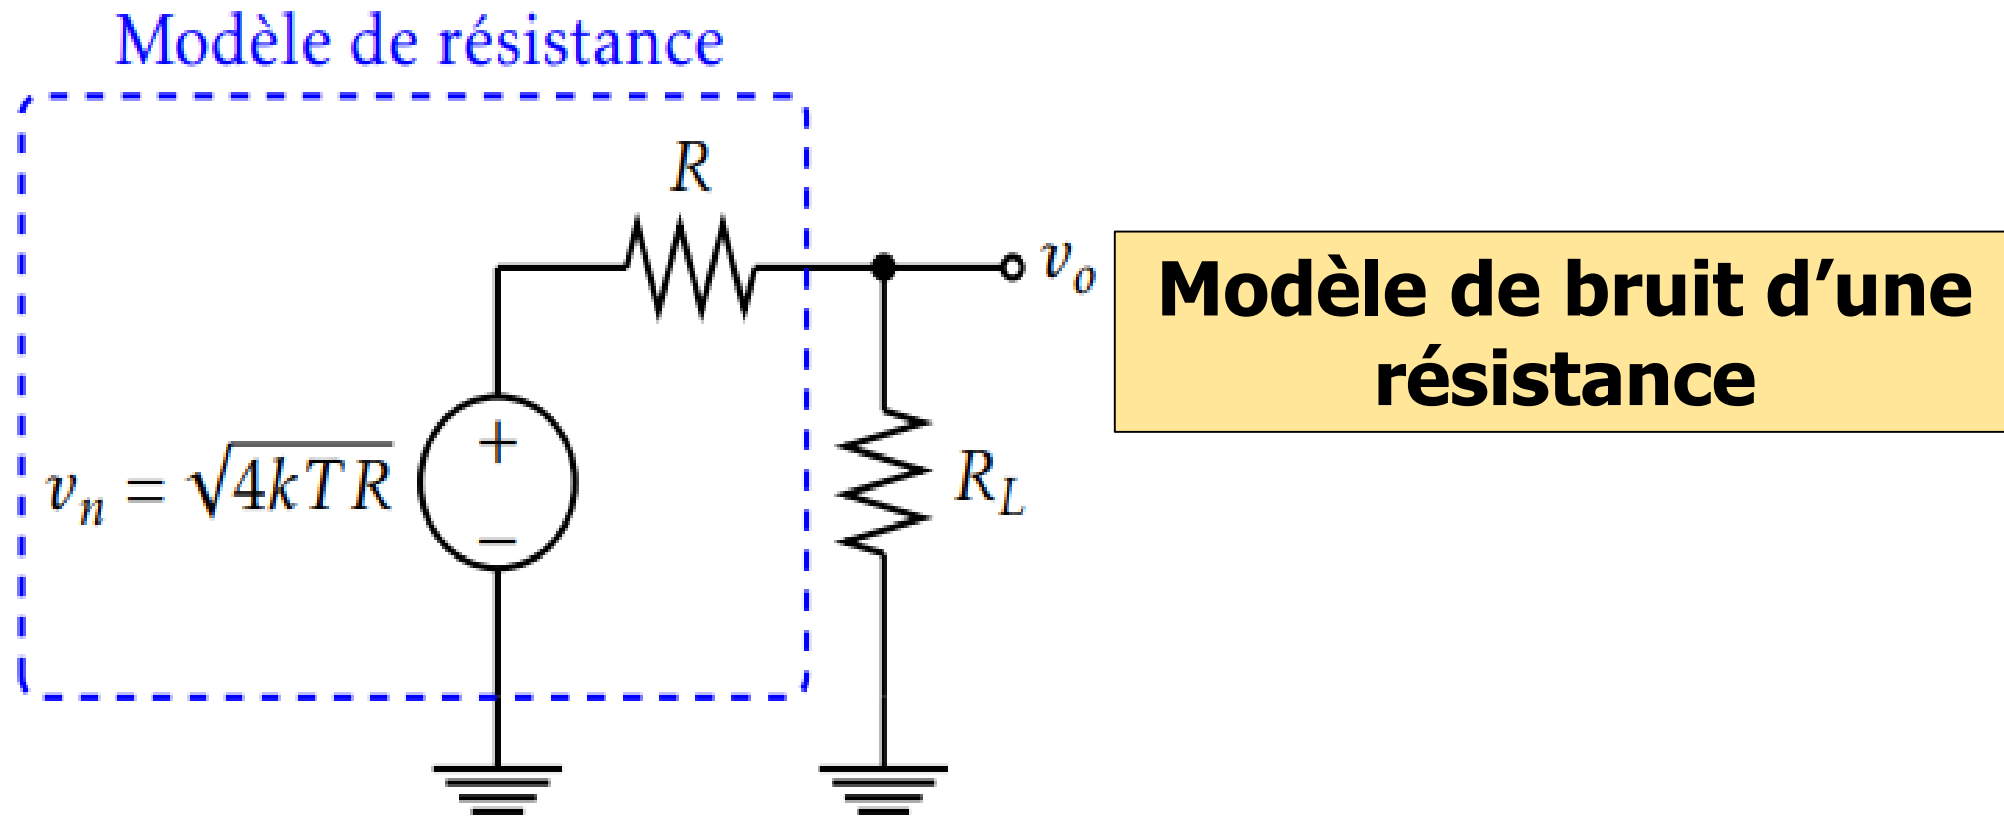 Modèle de résistance
R
v_o
Modèle de bruit d’une
résistance
+
v_n = √4kTR
R_L
−